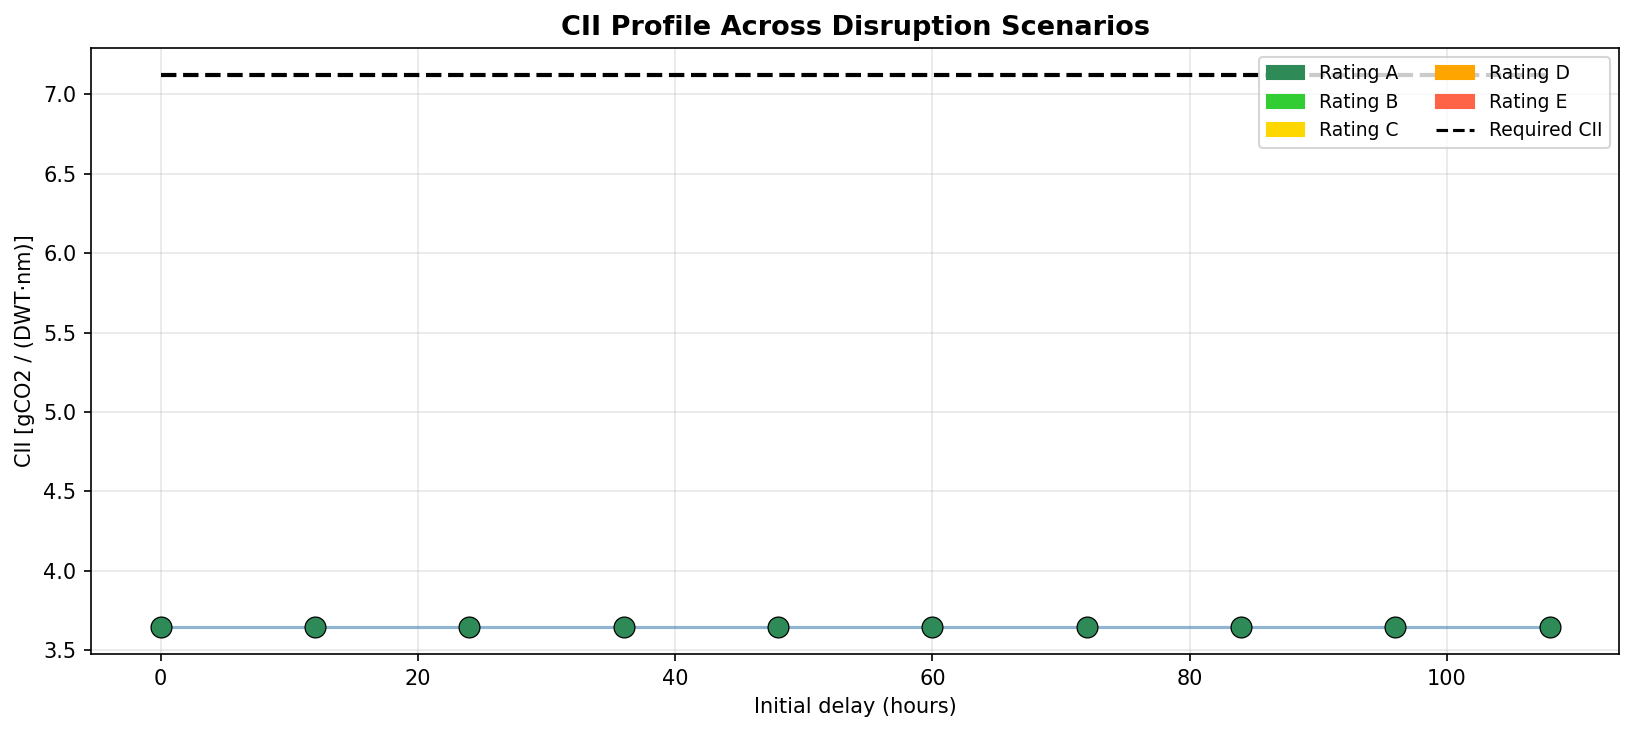 CII Profile Across Disruption Scenarios
Rating A
Rating B
Rating C
Rating D
Rating E
Required CII
CII [gCO2 / (DWT·nm)]
7.0
6.5
6.0
5.5
5.0
4.5
4.0
3.5
0 20 40 60 80 100
Initial delay (hours)